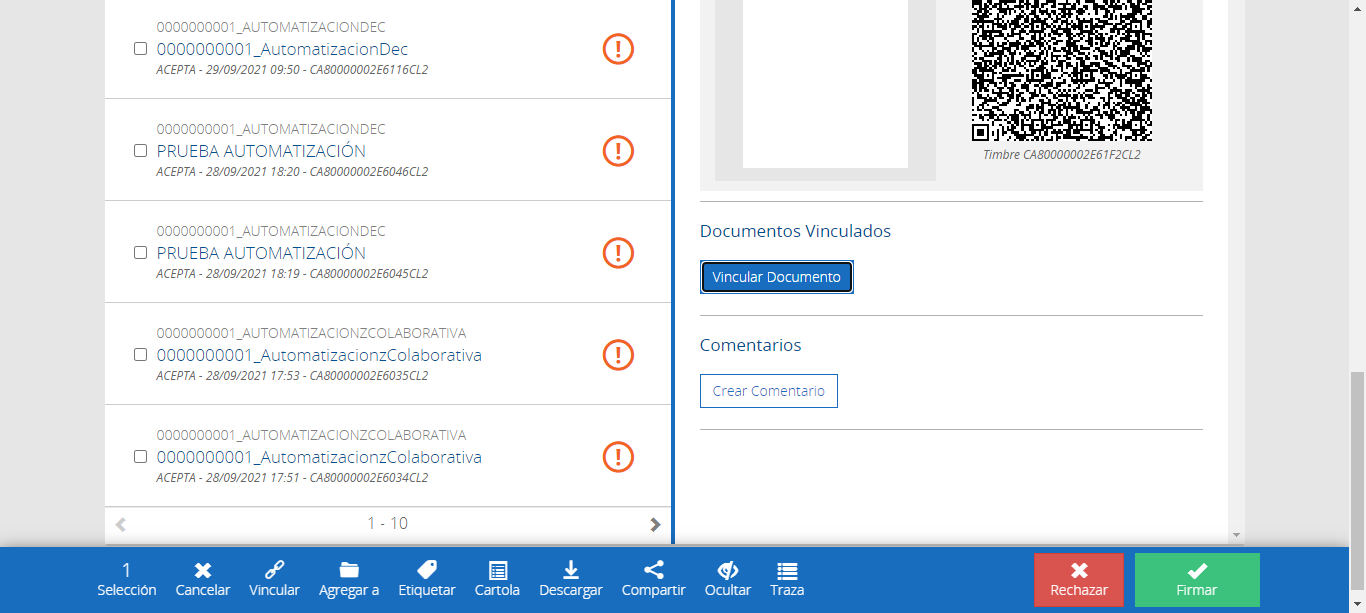 0000000001_AUTOMATIZACIONDEC
0000000001_AutomatizacionDec
ACEPTA - 29/09/2021 09:50 - CA80000002E6116CL2
0000000001_AUTOMATIZACIONDEC
PRUEBA AUTOMATIZACIÓN
ACEPTA - 28/09/2021 18:20 - CA80000002E6046CL2
0000000001_AUTOMATIZACIONDEC
PRUEBA AUTOMATIZACIÓN
ACEPTA - 28/09/2021 18:19 - CA80000002E6045CL2
0000000001_AUTOMATIZACIONZCOLABORATIVA
0000000001_AutomatizacionzColaborativa
ACEPTA - 28/09/2021 17:53 - CA80000002E6035CL2
0000000001_AUTOMATIZACIONZCOLABORATIVA
0000000001_AutomatizacionzColaborativa
ACEPTA - 28/09/2021 17:51 - CA80000002E6034CL2
1 - 10
Timbre CA80000002E61F2CL2
Documentos Vinculados
Vincular Documento
Comentarios
Crear Comentario
1
Selección
Cancelar
Vincular
Agregar a
Etiquetar
Cartola
Descargar
Compartir
Ocultar
Traza
Rechazar
Firmar